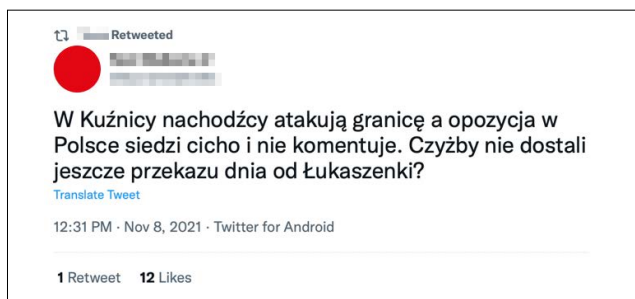 Retweeted
W Kuźnicy nachodźcy atakują granicę a opozycja w
Polsce siedzi cicho i nie komentuje. Czyżby nie dostali
jeszcze przekazu dnia od Łukaszenki?
Translate Tweet
12:31 PM · Nov 8, 2021 · Twitter for Android
1 Retweet 12 Likes